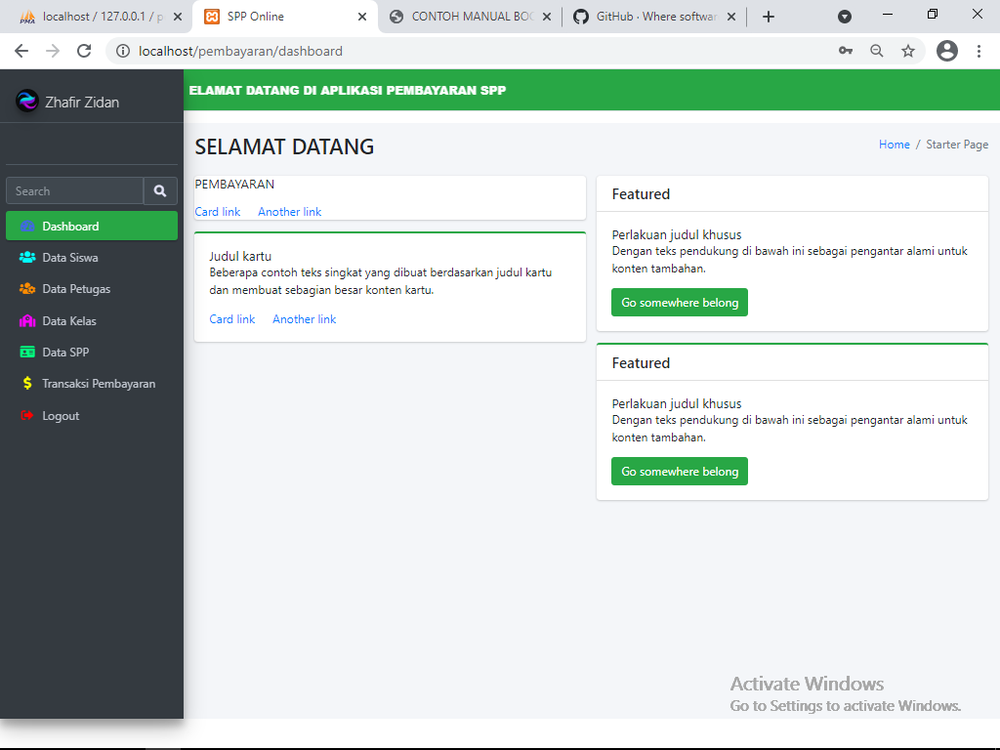 localhost / 127.0.0.1 / p
SPP Online
CONTOH MANUAL BOO
GitHub · Where softwar
localhost/pembayaran/dashboard
Zhafir Zidan
ELAMAT DATANG DI APLIKASI PEMBAYARAN SPP
SELAMAT DATANG
Home / Starter Page
Search
Dashboard
Data Siswa
Data Petugas
Data Kelas
Data SPP
Transaksi Pembayaran
Logout
PEMBAYARAN
Card link Another link
Judul kartu
Beberapa contoh teks singkat yang dibuat berdasarkan judul kartu
dan membuat sebagian besar konten kartu.
Card link Another link
Featured
Perlakuan judul khusus
Dengan teks pendukung di bawah ini sebagai pengantar alami untuk
konten tambahan.
Go somewhere belong
Featured
Perlakuan judul khusus
Dengan teks pendukung di bawah ini sebagai pengantar alami untuk
konten tambahan.
Go somewhere belong
Activate Windows
Go to Settings to activate Windows.